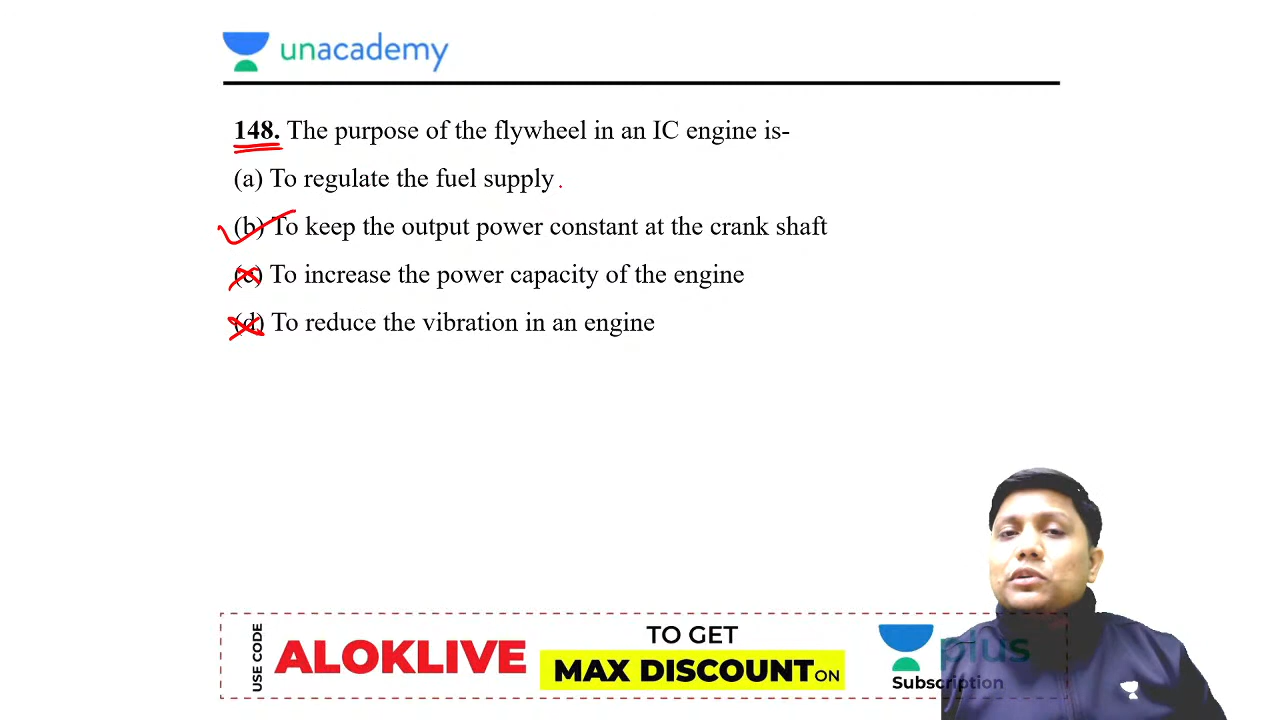 unacademy
148. The purpose of the flywheel in an IC engine is-
(a) To regulate the fuel supply
(b) To keep the output power constant at the crank shaft
(c) To increase the power capacity of the engine
(d) To reduce the vibration in an engine
USE CODE
ALOKLIVE
TO GET
MAX DISCOUNT ON
plus
Subscription